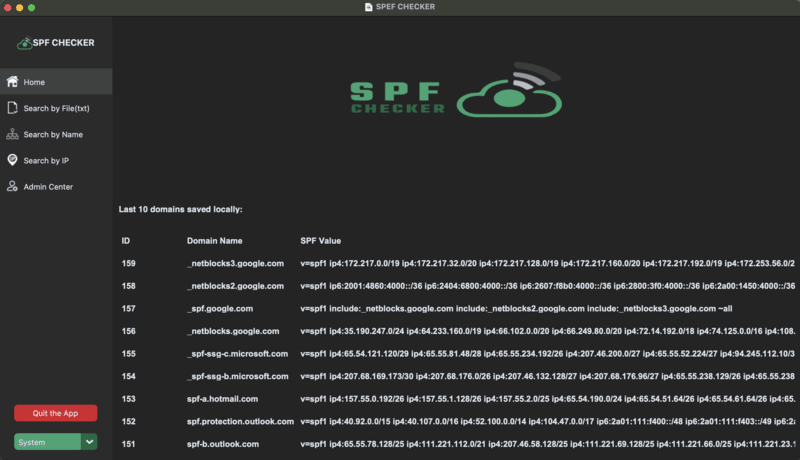 SPEF CHECKER
SPF CHECKER
Home
Search by File(txt)
Search by Name
Search by IP
Admin Center
Quit the App
System
SPF
CHECKER
Last 10 domains saved locally:
ID Domain Name SPF Value
159 _netblocks3.google.com v=spf1 ip4:172.217.0.0/19 ip4:172.217.32.0/20 ip4:172.217.128.0/19 ip4:172.217.160.0/20 ip4:172.217.192.0/19 ip4:172.253.56.0/2
158 _netblocks2.google.com v=spf1 ip6:2001:4860:4000::/36 ip6:2404:6800:4000::/36 ip6:2607:f8b0:4000::/36 ip6:2800:3f0:4000::/36 ip6:2a00:1450:4000::/36
157 _spf.google.com v=spf1 include:_netblocks.google.com include:_netblocks2.google.com include:_netblocks3.google.com ~all
156 _netblocks.google.com v=spf1 ip4:35.190.247.0/24 ip4:64.233.160.0/19 ip4:66.102.0.0/20 ip4:66.249.80.0/20 ip4:72.14.192.0/18 ip4:74.125.0.0/16 ip4:108.
155 _spf-ssg-c.microsoft.com v=spf1 ip4:65.54.121.120/29 ip4:65.55.81.48/28 ip4:65.55.234.192/26 ip4:207.46.200.0/27 ip4:65.55.52.224/27 ip4:94.245.112.10/3
154 _spf-ssg-b.microsoft.com v=spf1 ip4:207.68.169.173/30 ip4:207.68.176.0/26 ip4:207.46.132.128/27 ip4:207.68.176.96/27 ip4:65.55.238.129/26 ip4:65.55.238
153 spf-a.hotmail.com v=spf1 ip4:157.55.0.192/26 ip4:157.55.1.128/26 ip4:157.55.2.0/25 ip4:65.54.190.0/24 ip4:65.54.51.64/26 ip4:65.54.61.64/26 ip4:65.
152 spf.protection.outlook.com v=spf1 ip4:40.92.0.0/15 ip4:40.107.0.0/16 ip4:52.100.0.0/14 ip4:104.47.0.0/17 ip6:2a01:111:f400::/48 ip6:2a01:111:f403::/49 ip6:2a
151 spf-b.outlook.com v=spf1 ip4:65.55.78.128/25 ip4:111.221.112.0/21 ip4:207.46.58.128/25 ip4:111.221.69.128/25 ip4:111.221.66.0/25 ip4:111.221.23.1